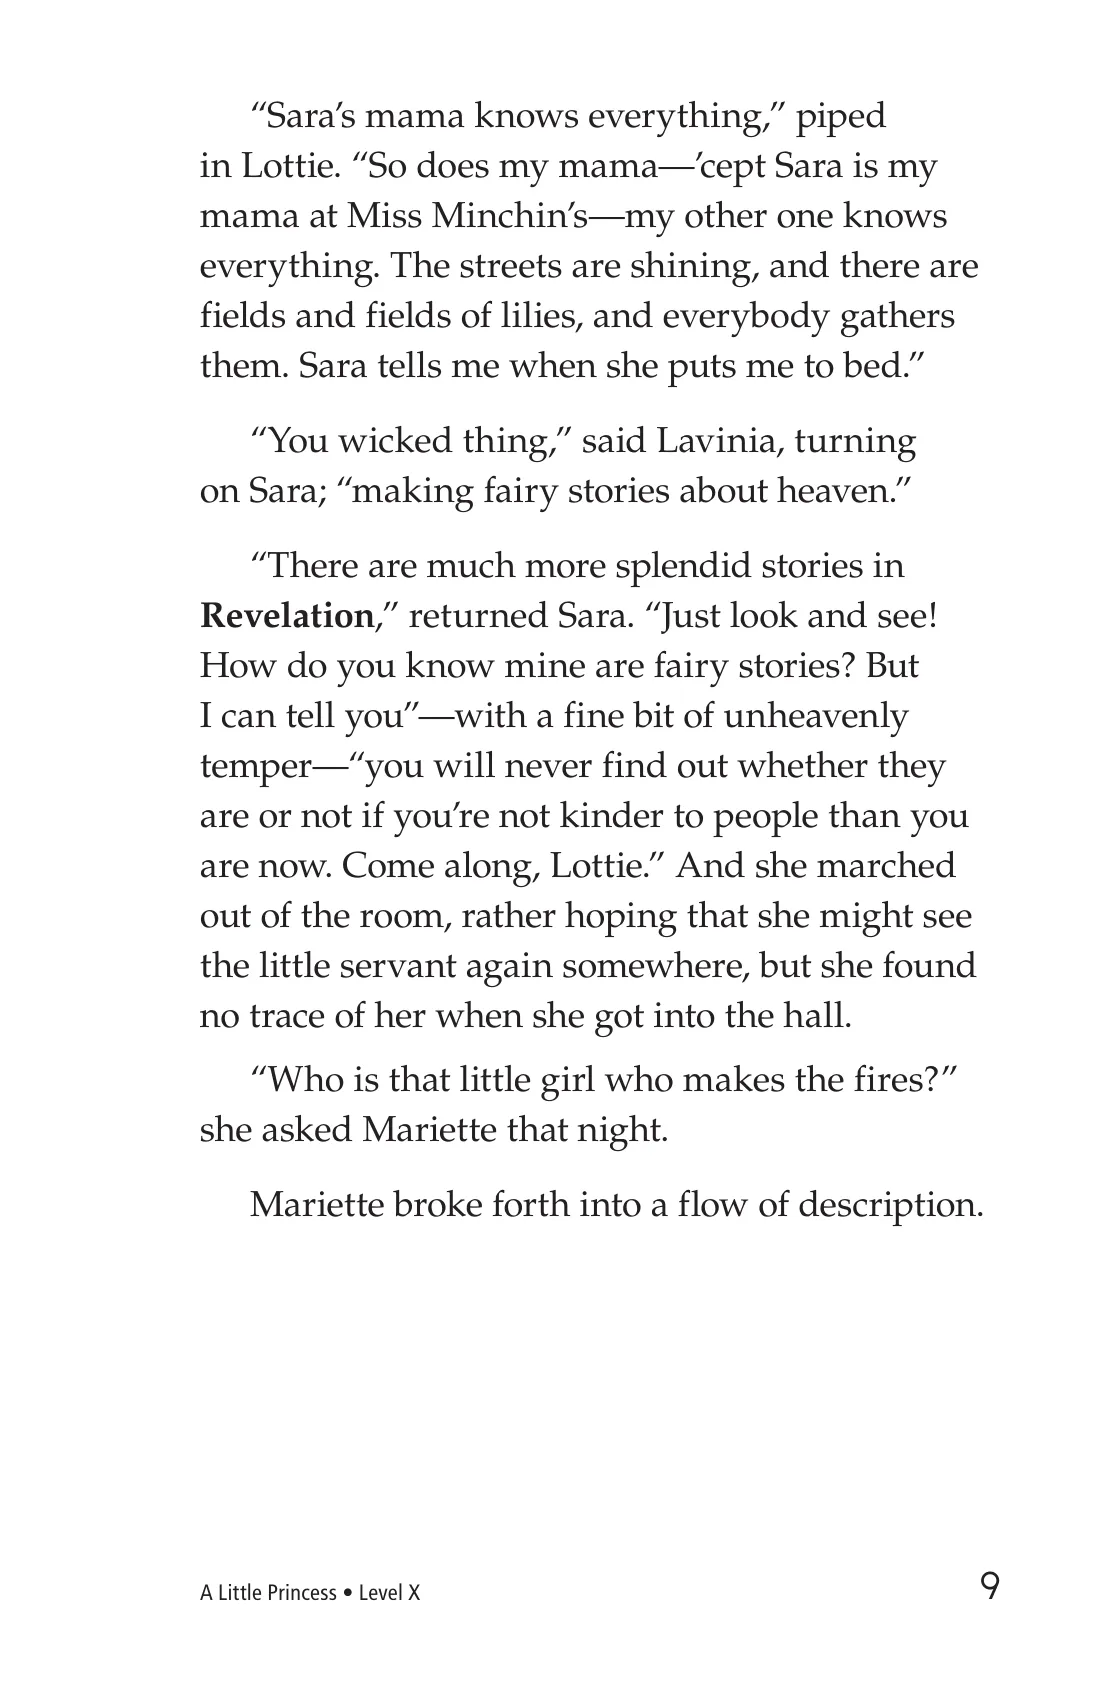 “Sara’s mama knows everything,” piped
in Lottie. “So does my mama—’cept Sara is my
mama at Miss Minchin’s—my other one knows
everything. The streets are shining, and there are
fields and fields of lilies, and everybody gathers
them. Sara tells me when she puts me to bed.”
“You wicked thing,” said Lavinia, turning
on Sara; “making fairy stories about heaven.”
“There are much more splendid stories in
Revelation,” returned Sara. “Just look and see!
How do you know mine are fairy stories? But
I can tell you”—with a fine bit of unheavenly
temper—“you will never find out whether they
are or not if you’re not kinder to people than you
are now. Come along, Lottie.” And she marched
out of the room, rather hoping that she might see
the little servant again somewhere, but she found
no trace of her when she got into the hall.
“Who is that little girl who makes the fires?”
she asked Mariette that night.
Mariette broke forth into a flow of description.
A Little Princess • Level X
9